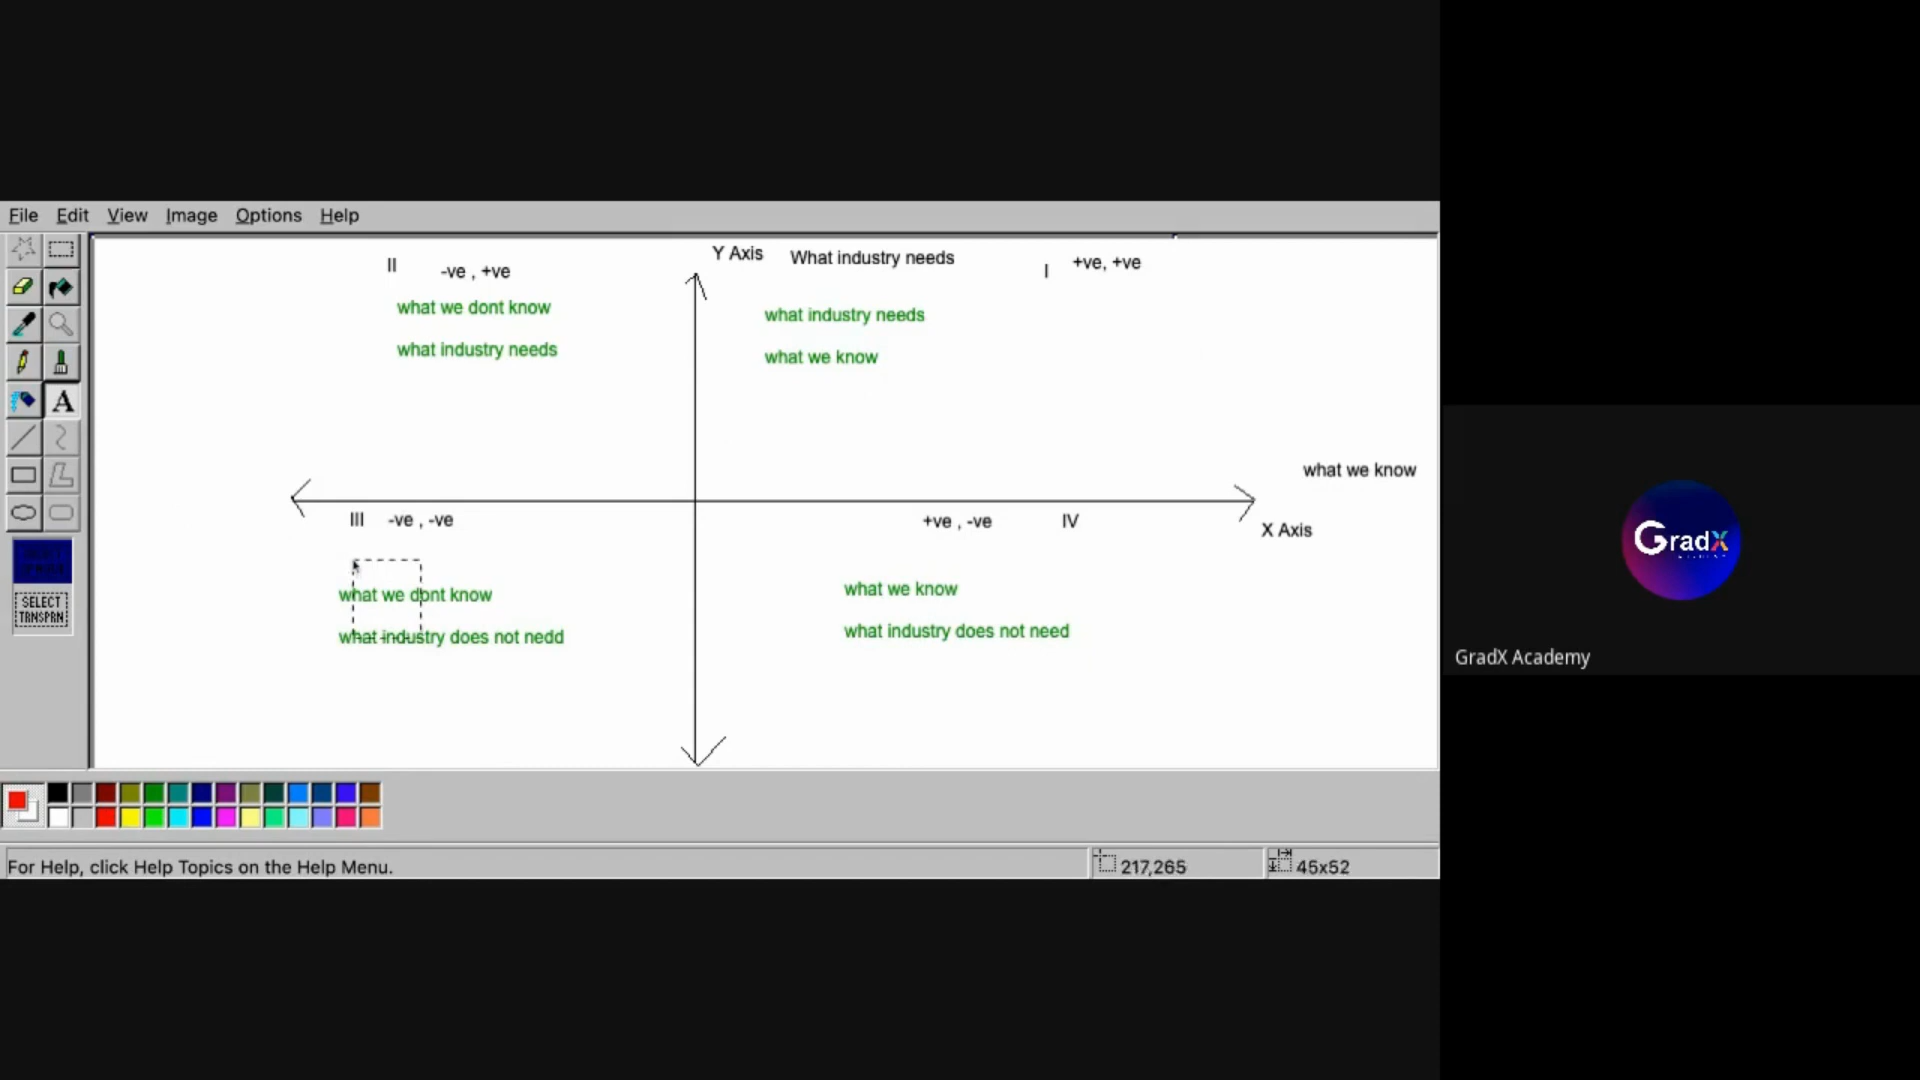 File Edit View Image Options Help
Y Axis What industry needs
II -ve , +ve
I +ve, +ve
what we dont know
what industry needs
what industry needs
what we know
what we know
X Axis
III -ve , -ve
+ve , -ve IV
what we dont know
what industry does not nedd
what we know
what industry does not need
A
SELECT
TRNSPRN
For Help, click Help Topics on the Help Menu.
217,265
45x52
GradX
GradX Academy